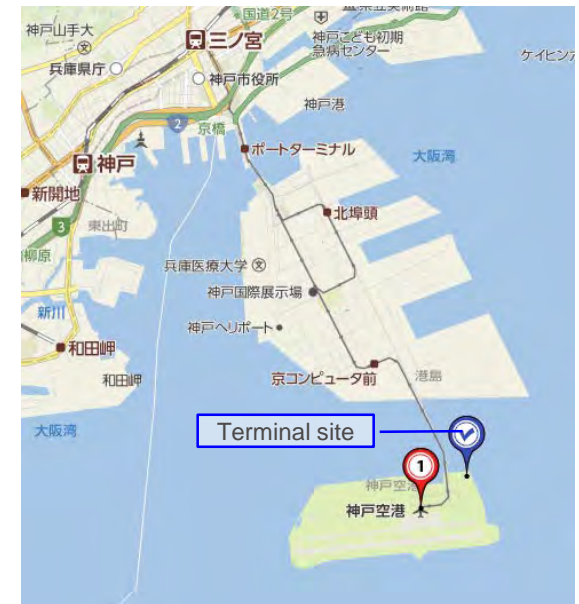 国道2号
神戸山手大
三ノ宮
神戸こども初期
急病センター
ケイヒン
兵庫県庁
神戸市役所
神戸港
2
京橋
ポートターミナル
大阪湾
神戸
新開地
北埠頭
3
東出町
柳原
兵庫医療大学
神戸国際展示場
新川
神戸ヘリポート
和田岬
和田岬
京コンピュータ前
港島
大阪湾
Terminal site
1
神戸空
神戸空港